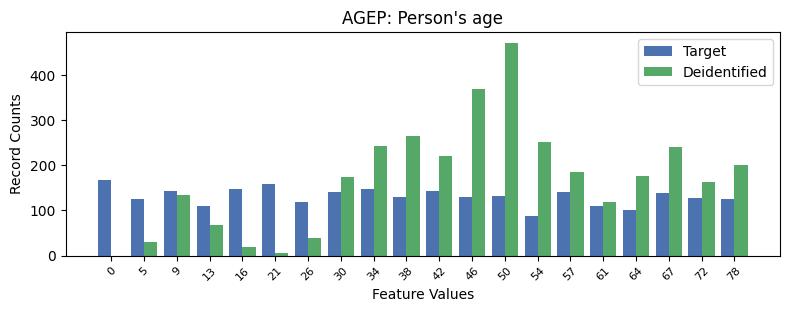 AGEP: Person's age
Record Counts
400
300
200
100
0
Target
Deidentified
0 5 9 13 16 21 26 30 34 38 42 46 50 54 57 61 64 67 72 78
Feature Values